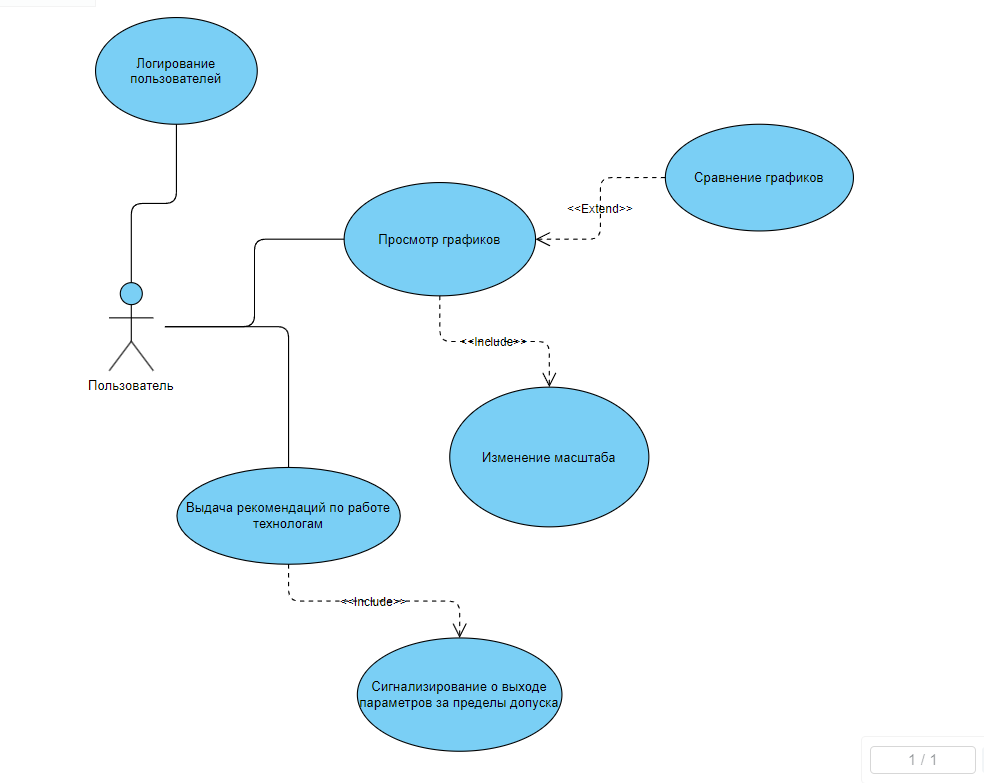 Логирование
пользователей
Сравнение графиков
<<Extend>>
Просмотр графиков
<<Include>>
Пользователь
Изменение масштаба
Выдача рекомендаций по работе
технологам
<<Include>>
Сигнализирование о выходе
параметров за пределы допуска
1 / 1